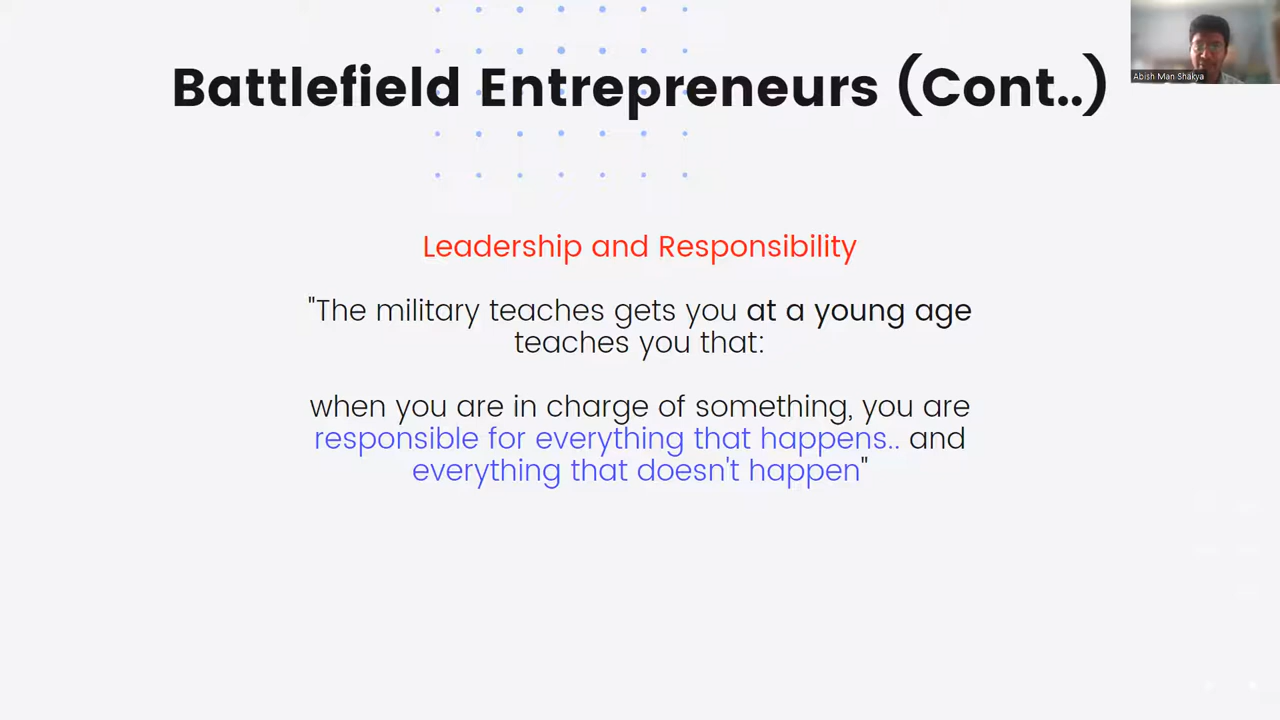 Battlefield Entrepreneurs (Cont..)
Abish Man Shakya
Leadership and Responsibility
"The military teaches gets you at a young age
teaches you that:
when you are in charge of something, you are
responsible for everything that happens.. and
everything that doesn't happen"